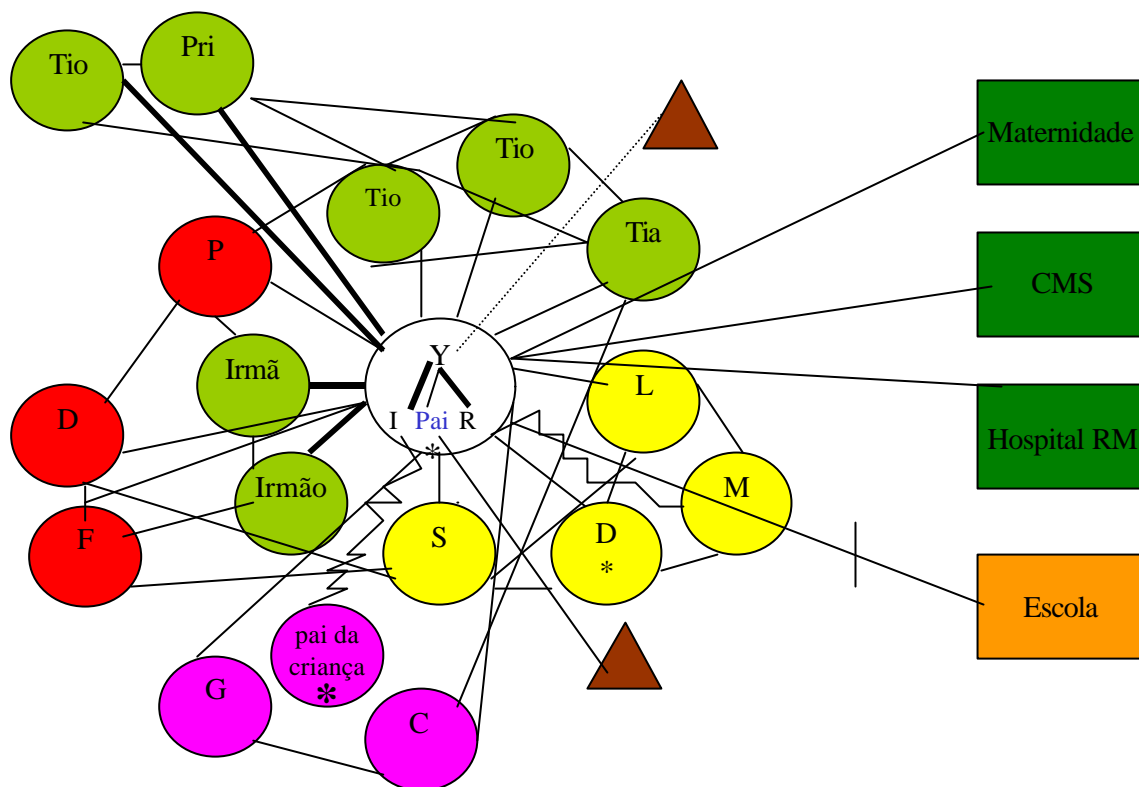 Tio
Pri
Tio
Tio
Tia
Maternidade
P
CMS
Irmã
Y
L
D
I Pai R
*
Hospital RM
Irmão
M
F
S
D
*
Escola
pai da
criança
*
G
C